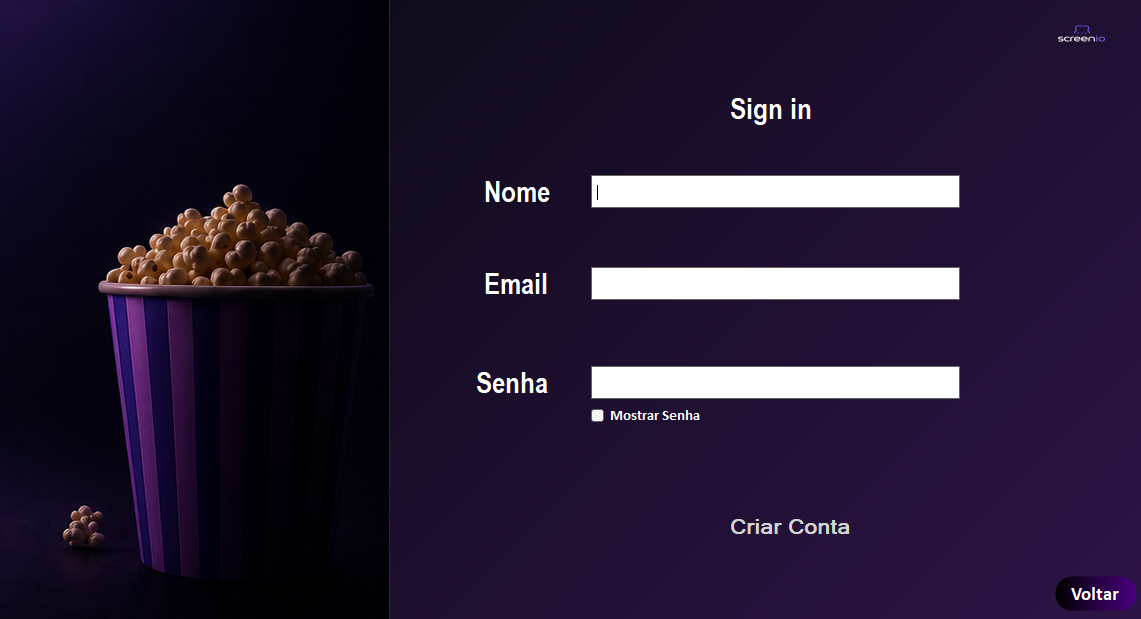 screenio
Sign in
Nome
Email
Senha
Mostrar Senha
Criar Conta
Voltar